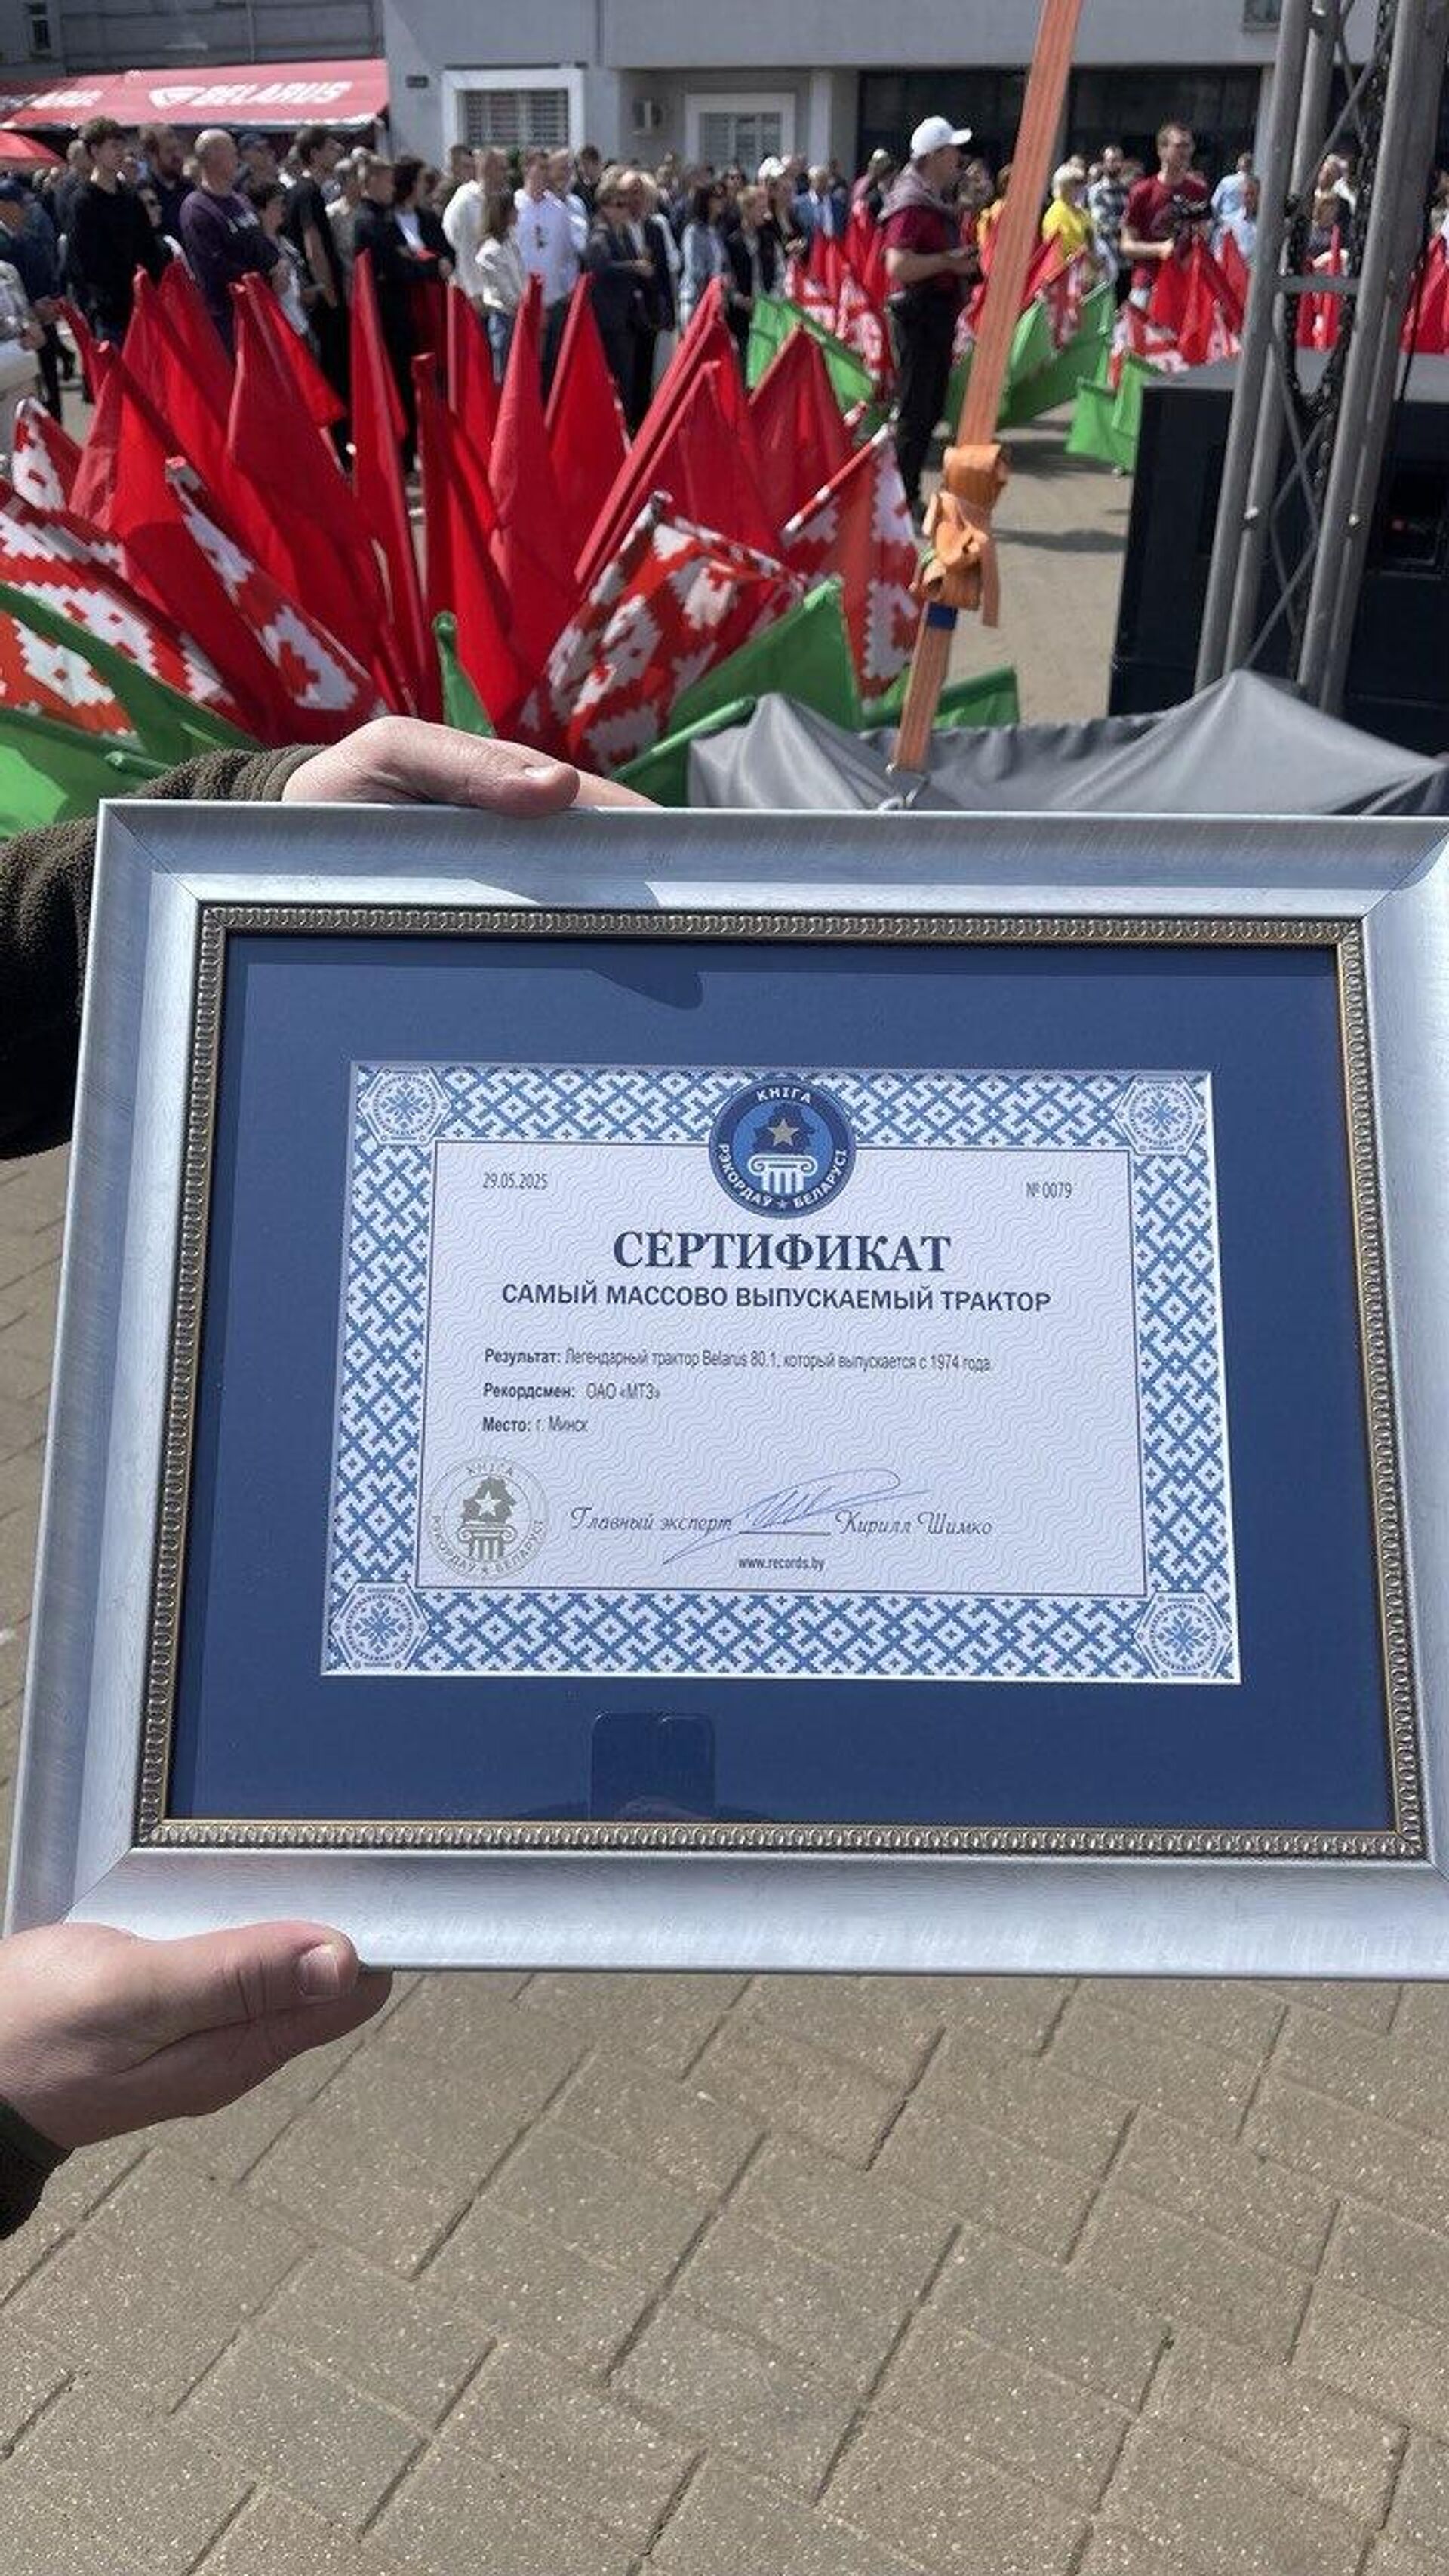 BELARUS
КНІГА
РЭКОРДАЎ ★ БЕЛАРУСІ
29.05.2025
№ 0079
СЕРТИФИКАТ
САМЫЙ МАССОВО ВЫПУСКАЕМЫЙ ТРАКТОР
Результат: Легендарный трактор Belarus 80.1, который выпускается с 1974 года.
Рекордсмен: ОАО «МТЗ»
Место: г. Минск
КНІГА
РЭКОРДАЎ ★ БЕЛАРУСІ
Главный эксперт Кирилл Шимко
www.records.by